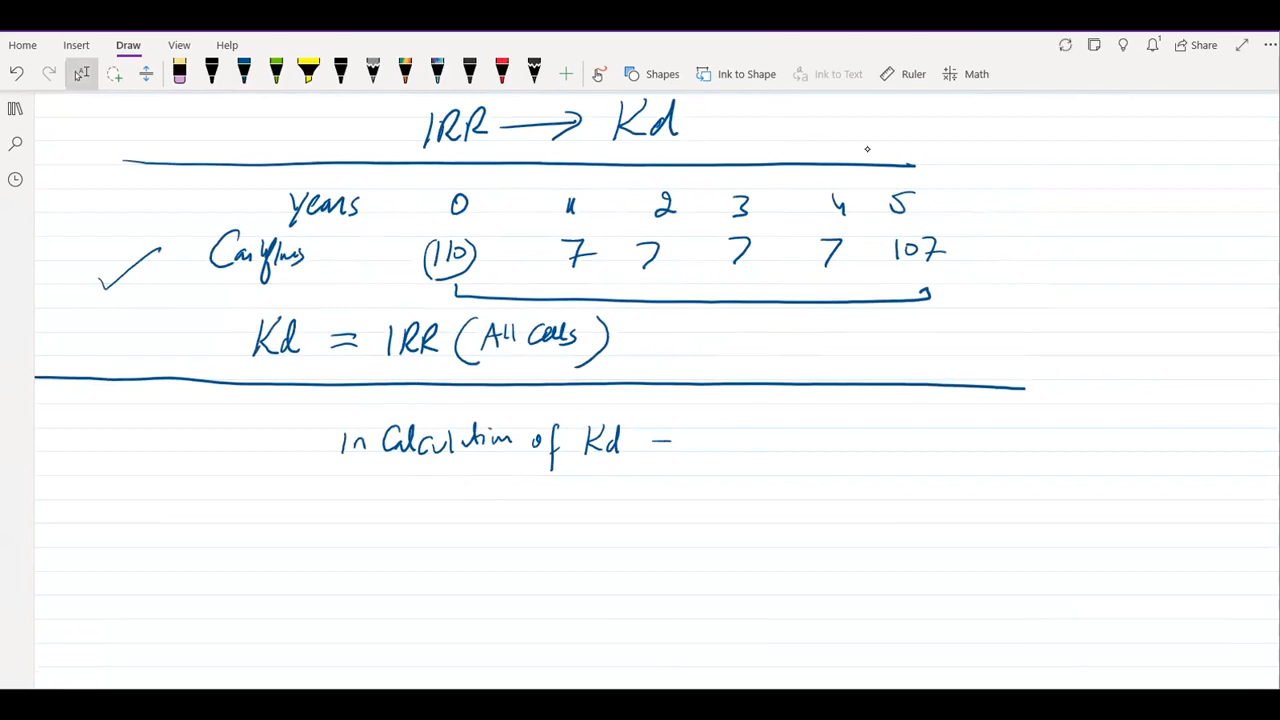 Home Insert Draw View Help
Share
Shapes Ink to Shape Ink to Text Ruler Math
IRR → Kd
years 0 1 2 3 4 5
Cashflows (110) 7 7 7 7 107
Kd = IRR (All Cells)
In Calculation of Kd -